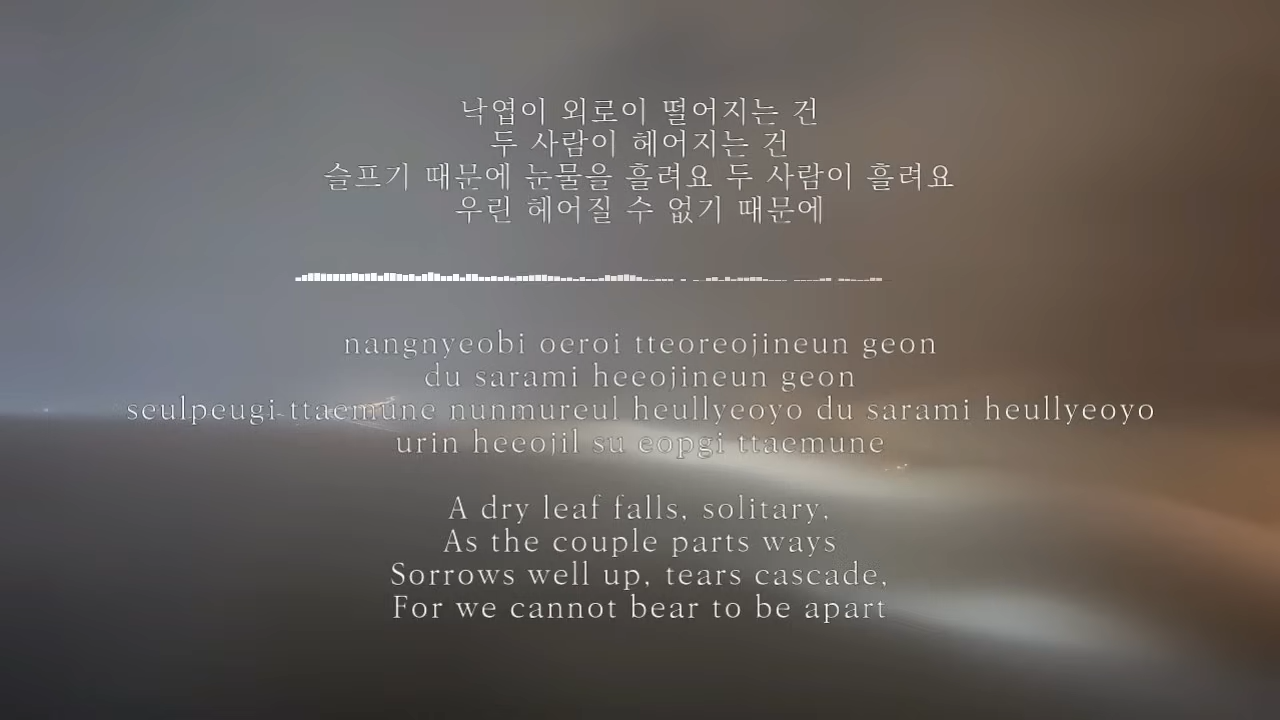 낙엽이 외로이 떨어지는 건
두 사람이 헤어지는 건
슬프기 때문에 눈물을 흘려요 두 사람이 흘려요
우린 헤어질 수 없기 때문에
nangnyeobi oeroi tteoreojineun geon
du sarami heeojineun geon
seulpeugi ttaemune nunmureul heullyeoyo du sarami heullyeoyo
urin heeojil su eopgi ttaemune
A dry leaf falls, solitary,
As the couple parts ways
Sorrows well up, tears cascade,
For we cannot bear to be apart